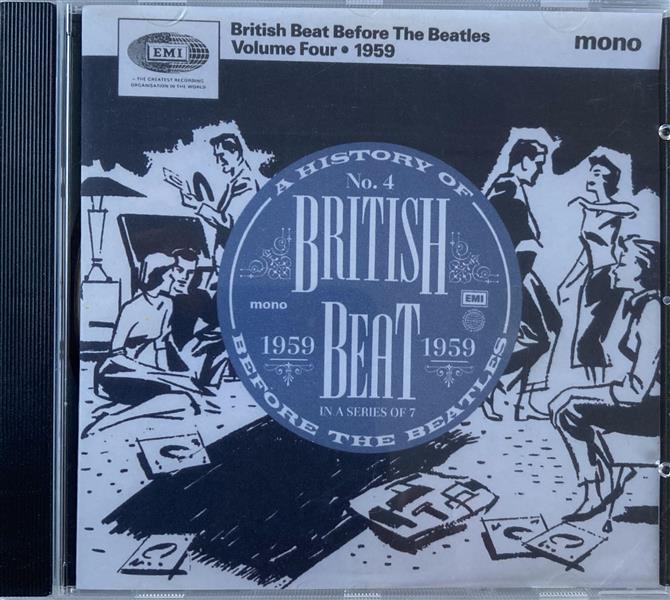 EMI
– THE GREATEST RECORDING
ORGANISATION IN THE WORLD
British Beat Before The Beatles
Volume Four • 1959
mono
A HISTORY OF
No. 4
BRITISH
mono
EMI
1959
BEAT
1959
IN A SERIES OF 7
BEFORE THE BEATLES